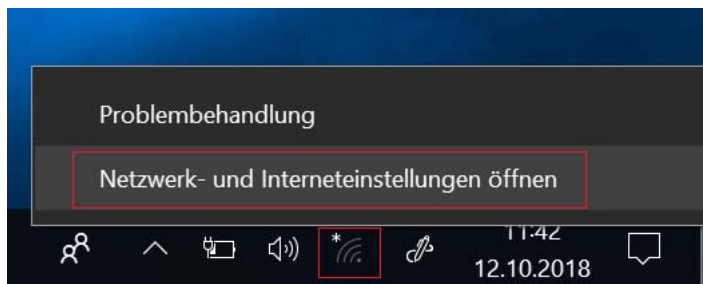 Problembehandlung
Netzwerk- und Interneteinstellungen öffnen
11:42
12.10.2018